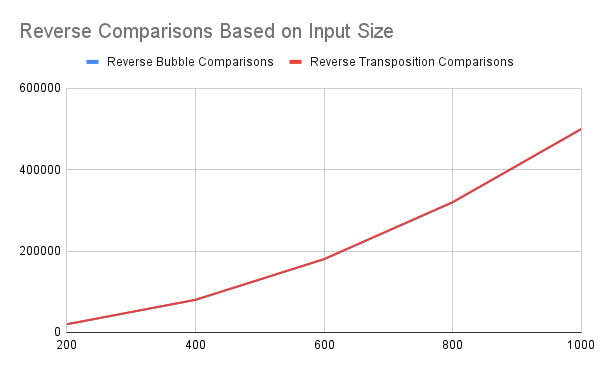 Reverse Comparisons Based on Input Size
Reverse Bubble Comparisons Reverse Transposition Comparisons
600000
400000
200000
0
200 400 600 800 1000